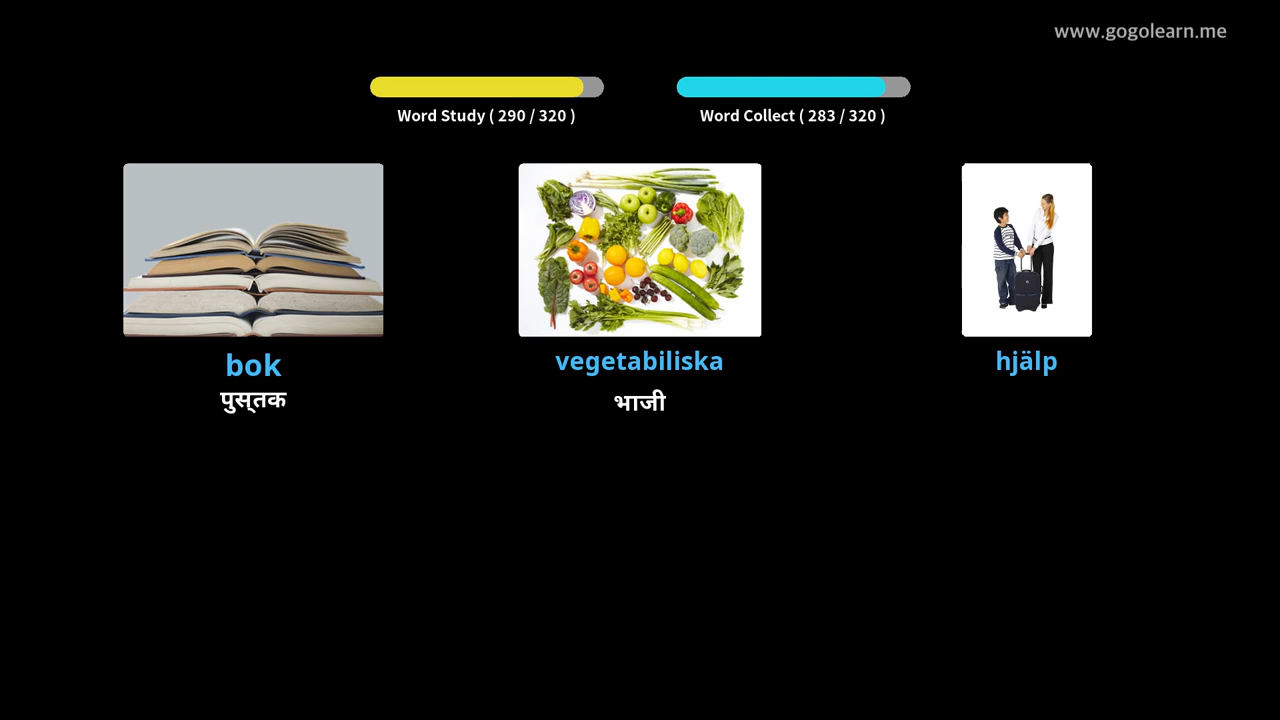 www.gogolearn.me
Word Study ( 290 / 320 )
Word Collect ( 283 / 320 )
bok
vegetabiliska
hjälp
पुस्तक
भाजी